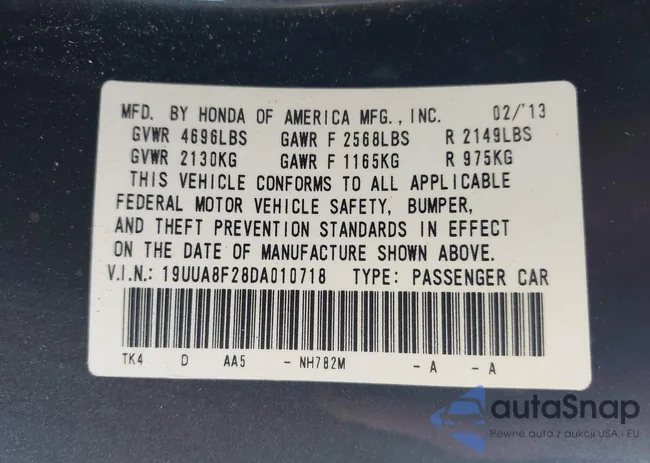 MFD. BY HONDA OF AMERICA MFG., INC. 02/'13
GVWR 4696LBS GAWR F 2568LBS R 2149LBS
GVWR 2130KG GAWR F 1165KG R 975KG
THIS VEHICLE CONFORMS TO ALL APPLICABLE
FEDERAL MOTOR VEHICLE SAFETY, BUMPER,
AND THEFT PREVENTION STANDARDS IN EFFECT
ON THE DATE OF MANUFACTURE SHOWN ABOVE.
V.I.N.: 19UUA8F28DA010718 TYPE: PASSENGER CAR
TK4 D AA5 - NH782M - A - A
autaSnap
Pewne auta z aukcji USA - EU